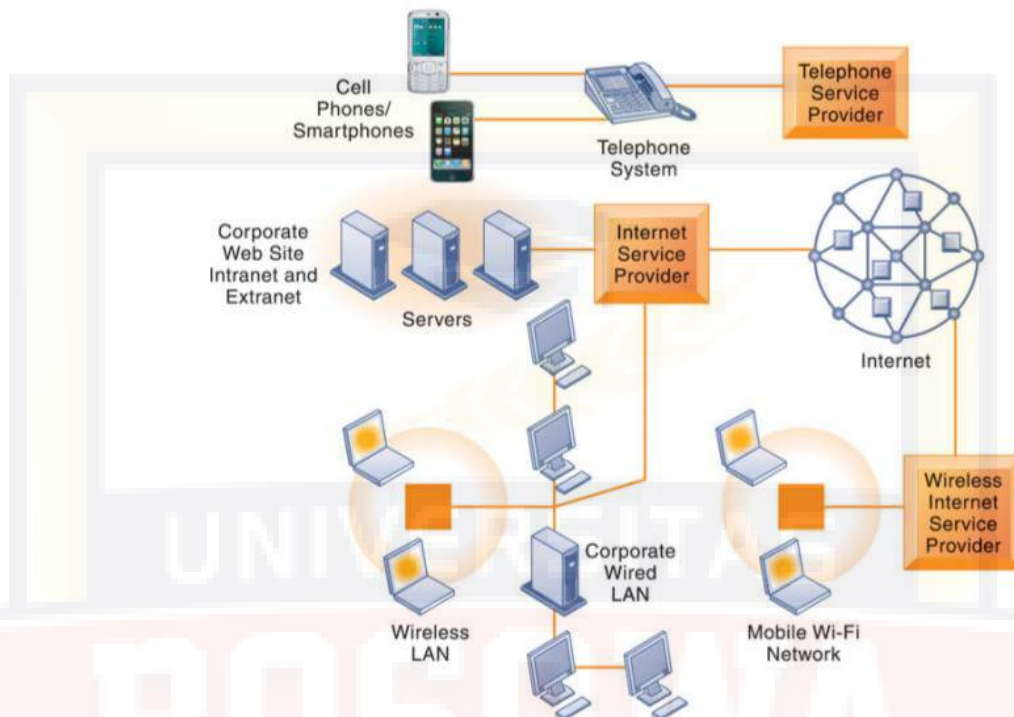 Cell
Phones/
Smartphones
Telephone
System
Telephone
Service
Provider
Corporate
Web Site
Intranet and
Extranet
Servers
Internet
Service
Provider
Internet
Wireless
Internet
Service
Provider
Corporate
Wired
LAN
Wireless
LAN
Mobile Wi-Fi
Network
UNIVERSITAS